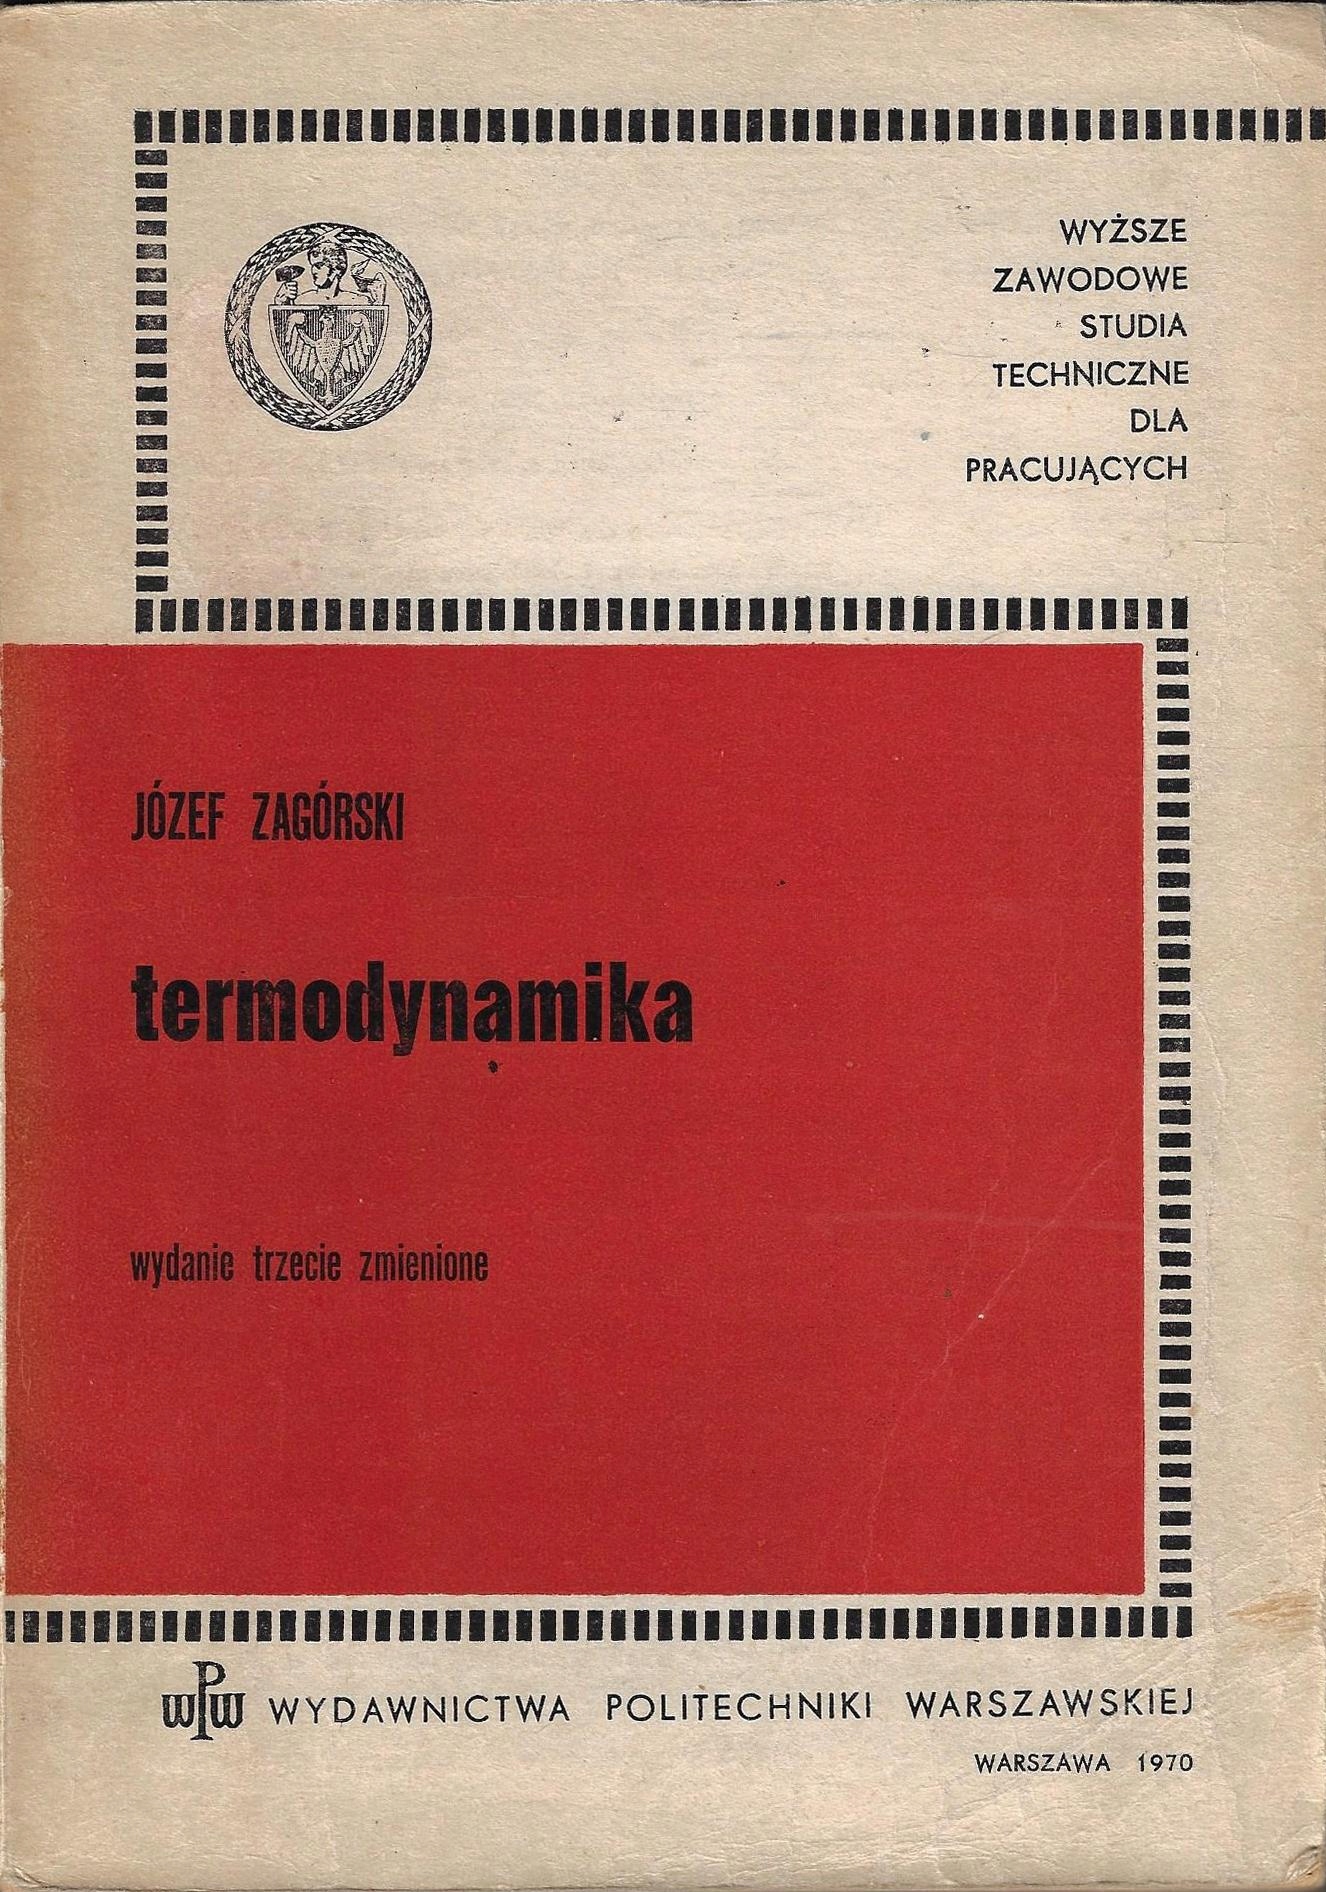 WYŻSZE
ZAWODOWE
STUDIA
TECHNICZNE
DLA
PRACUJĄCYCH
JÓZEF ZAGÓRSKI
termodynamika
wydanie trzecie zmienione
wPw WYDAWNICTWA POLITECHNIKI WARSZAWSKIEJ
WARSZAWA 1970